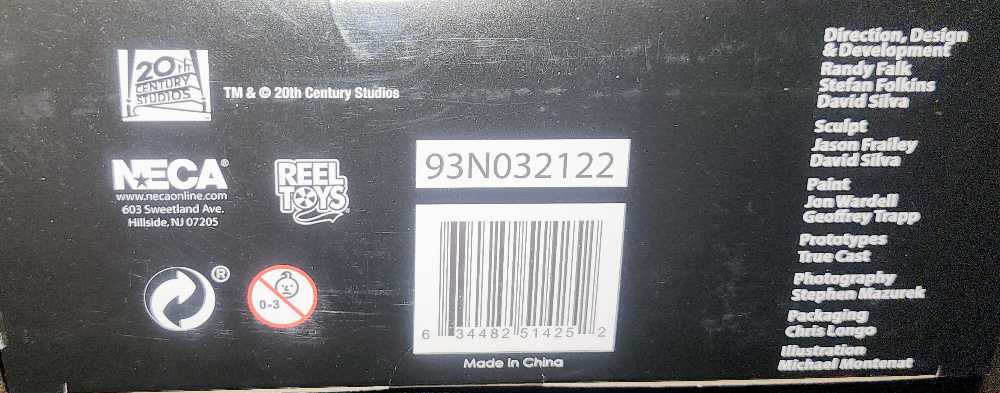 20th
CENTURY
STUDIOS
TM & © 20th Century Studios
NECA®
www.necaonline.com
603 Sweetland Ave.
Hillside, NJ 07205
REEL
TOYS
®
0-3
93N032122
6 34482 51425 2
Made in China
Direction, Design
& Development
Randy Falk
Stefan Folkins
David Silva
Sculpt
Jason Frailey
David Silva
Paint
Jon Wardell
Geoffrey Trapp
Prototypes
True Cast
Photography
Stephen Mazurek
Packaging
Chris Longo
Illustration
Michael Montenat